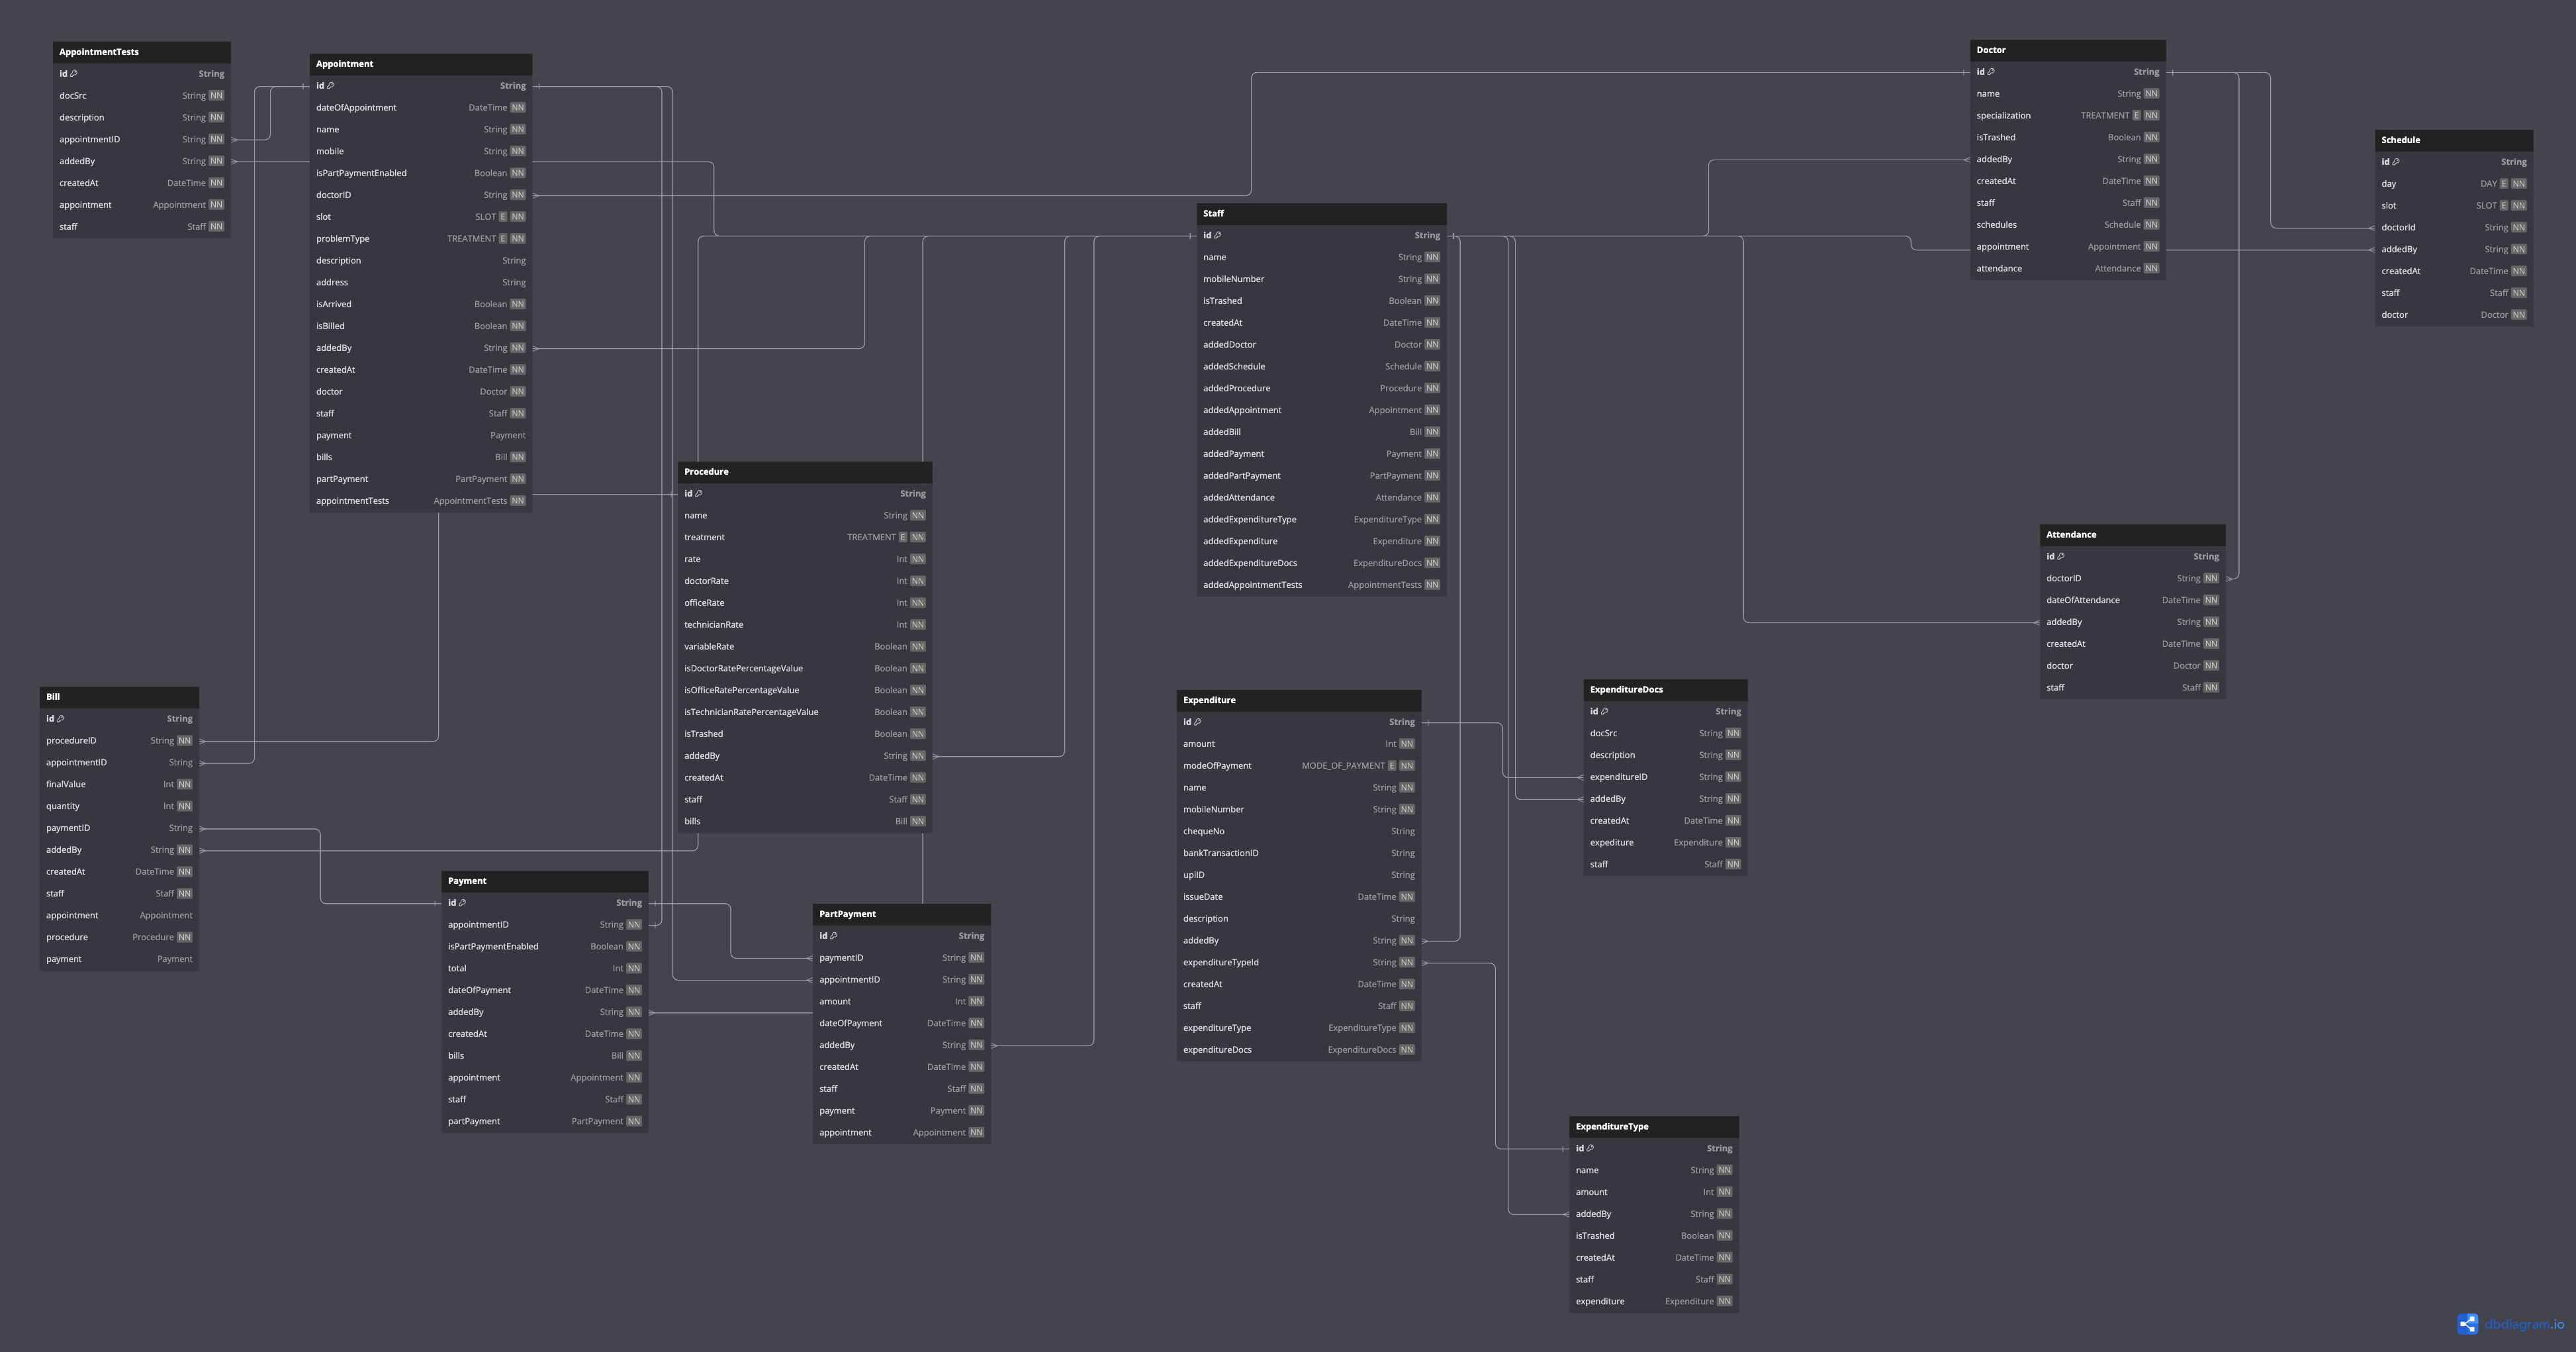 AppointmentTests
id String
docSrc String NN
description String NN
appointmentID String NN
addedBy String NN
createdAt DateTime NN
appointment Appointment NN
staff Staff NN
Appointment
id String
dateOfAppointment DateTime NN
name String NN
mobile String NN
isPartPaymentEnabled Boolean NN
doctorID String NN
slot SLOT E NN
problemType TREATMENT E NN
description String
address String
isArrived Boolean NN
isBilled Boolean NN
addedBy String NN
createdAt DateTime NN
doctor Doctor NN
staff Staff NN
payment Payment
bills Bill NN
partPayment PartPayment NN
appointmentTests AppointmentTests NN
Doctor
id String
name String NN
specialization TREATMENT E NN
isTrashed Boolean NN
addedBy String NN
createdAt DateTime NN
staff Staff NN
schedules Schedule NN
appointment Appointment NN
attendance Attendance NN
Schedule
id String
day DAY E NN
slot SLOT E NN
doctorId String NN
addedBy String NN
createdAt DateTime NN
staff Staff NN
doctor Doctor NN
Staff
id String
name String NN
mobileNumber String NN
isTrashed Boolean NN
createdAt DateTime NN
addedDoctor Doctor NN
addedSchedule Schedule NN
addedProcedure Procedure NN
addedAppointment Appointment NN
addedBill Bill NN
addedPayment Payment NN
addedPartPayment PartPayment NN
addedAttendance Attendance NN
addedExpenditureType ExpenditureType NN
addedExpenditure Expenditure NN
addedExpenditureDocs ExpenditureDocs NN
addedAppointmentTests AppointmentTests NN
Procedure
id String
name String NN
treatment TREATMENT E NN
rate Int NN
doctorRate Int NN
officeRate Int NN
technicianRate Int NN
variableRate Boolean NN
isDoctorRatePercentageValue Boolean NN
isOfficeRatePercentageValue Boolean NN
isTechnicianRatePercentageValue Boolean NN
isTrashed Boolean NN
addedBy String NN
createdAt DateTime NN
staff Staff NN
bills Bill NN
Attendance
id String
doctorID String NN
dateOfAttendance DateTime NN
addedBy String NN
createdAt DateTime NN
doctor Doctor NN
staff Staff NN
Bill
id String
procedureID String NN
appointmentID String
finalValue Int NN
quantity Int NN
paymentID String
addedBy String NN
createdAt DateTime NN
staff Staff NN
appointment Appointment
procedure Procedure NN
payment Payment
Expenditure
id String
amount Int NN
modeOfPayment MODE_OF_PAYMENT E NN
name String NN
mobileNumber String NN
chequeNo String
bankTransactionID String
upiID String
issueDate DateTime NN
description String
addedBy String NN
expenditureTypeId String NN
createdAt DateTime NN
staff Staff NN
expenditureType ExpenditureType NN
expenditureDocs ExpenditureDocs NN
ExpenditureDocs
id String
docSrc String NN
description String NN
expenditureID String NN
addedBy String NN
createdAt DateTime NN
expediture Expenditure NN
staff Staff NN
Payment
id String
appointmentID String NN
isPartPaymentEnabled Boolean NN
total Int NN
dateOfPayment DateTime NN
addedBy String NN
createdAt DateTime NN
bills Bill NN
appointment Appointment NN
staff Staff NN
partPayment PartPayment NN
PartPayment
id String
paymentID String NN
appointmentID String NN
amount Int NN
dateOfPayment DateTime NN
addedBy String NN
createdAt DateTime NN
staff Staff NN
payment Payment NN
appointment Appointment NN
ExpenditureType
id String
name String NN
amount Int NN
addedBy String NN
isTrashed Boolean NN
createdAt DateTime NN
staff Staff NN
expenditure Expenditure NN
dbdiagram.io